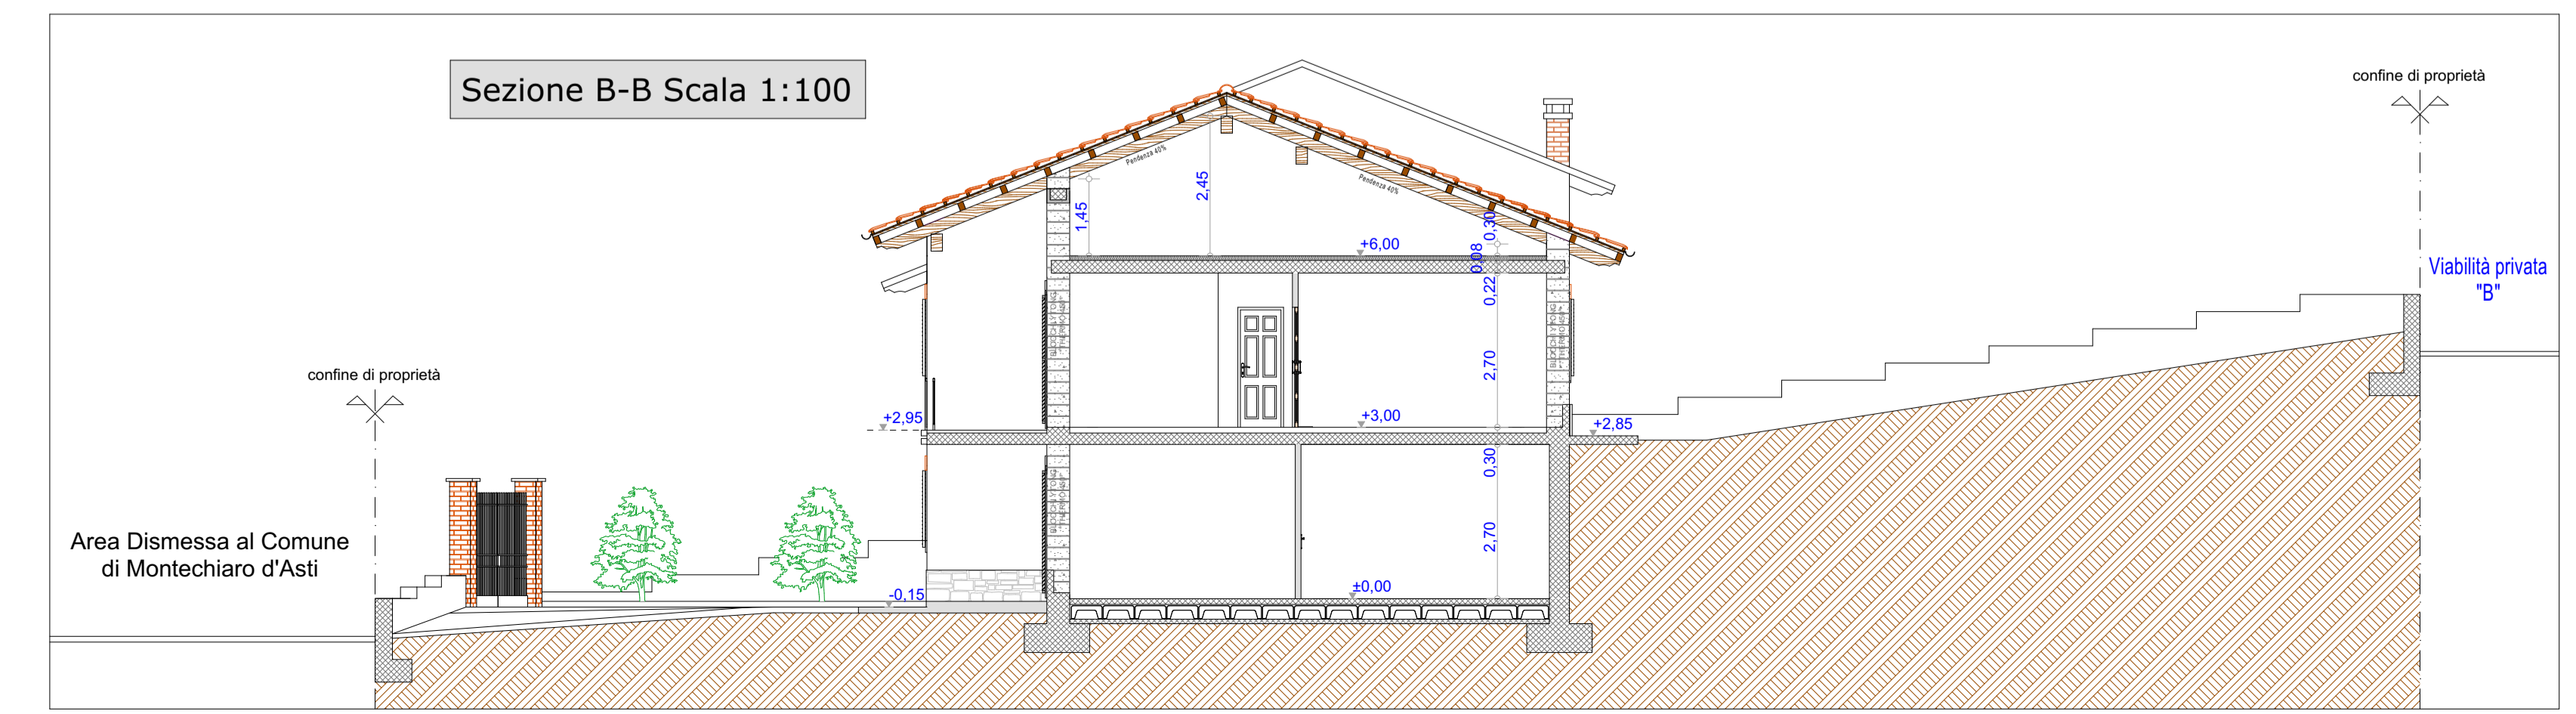 Sezione B-B Scala 1:100
confine di proprietà
Pendenza 40%
Pendenza 40%
1,45
2,45
0,30
+6,00
0,08
0,22
Viabilità privata
"B"
2,70
confine di proprietà
+2,95
+3,00
+2,85
0,30
2,70
Area Dismessa al Comune
di Montechiaro d'Asti
-0,15
±0,00